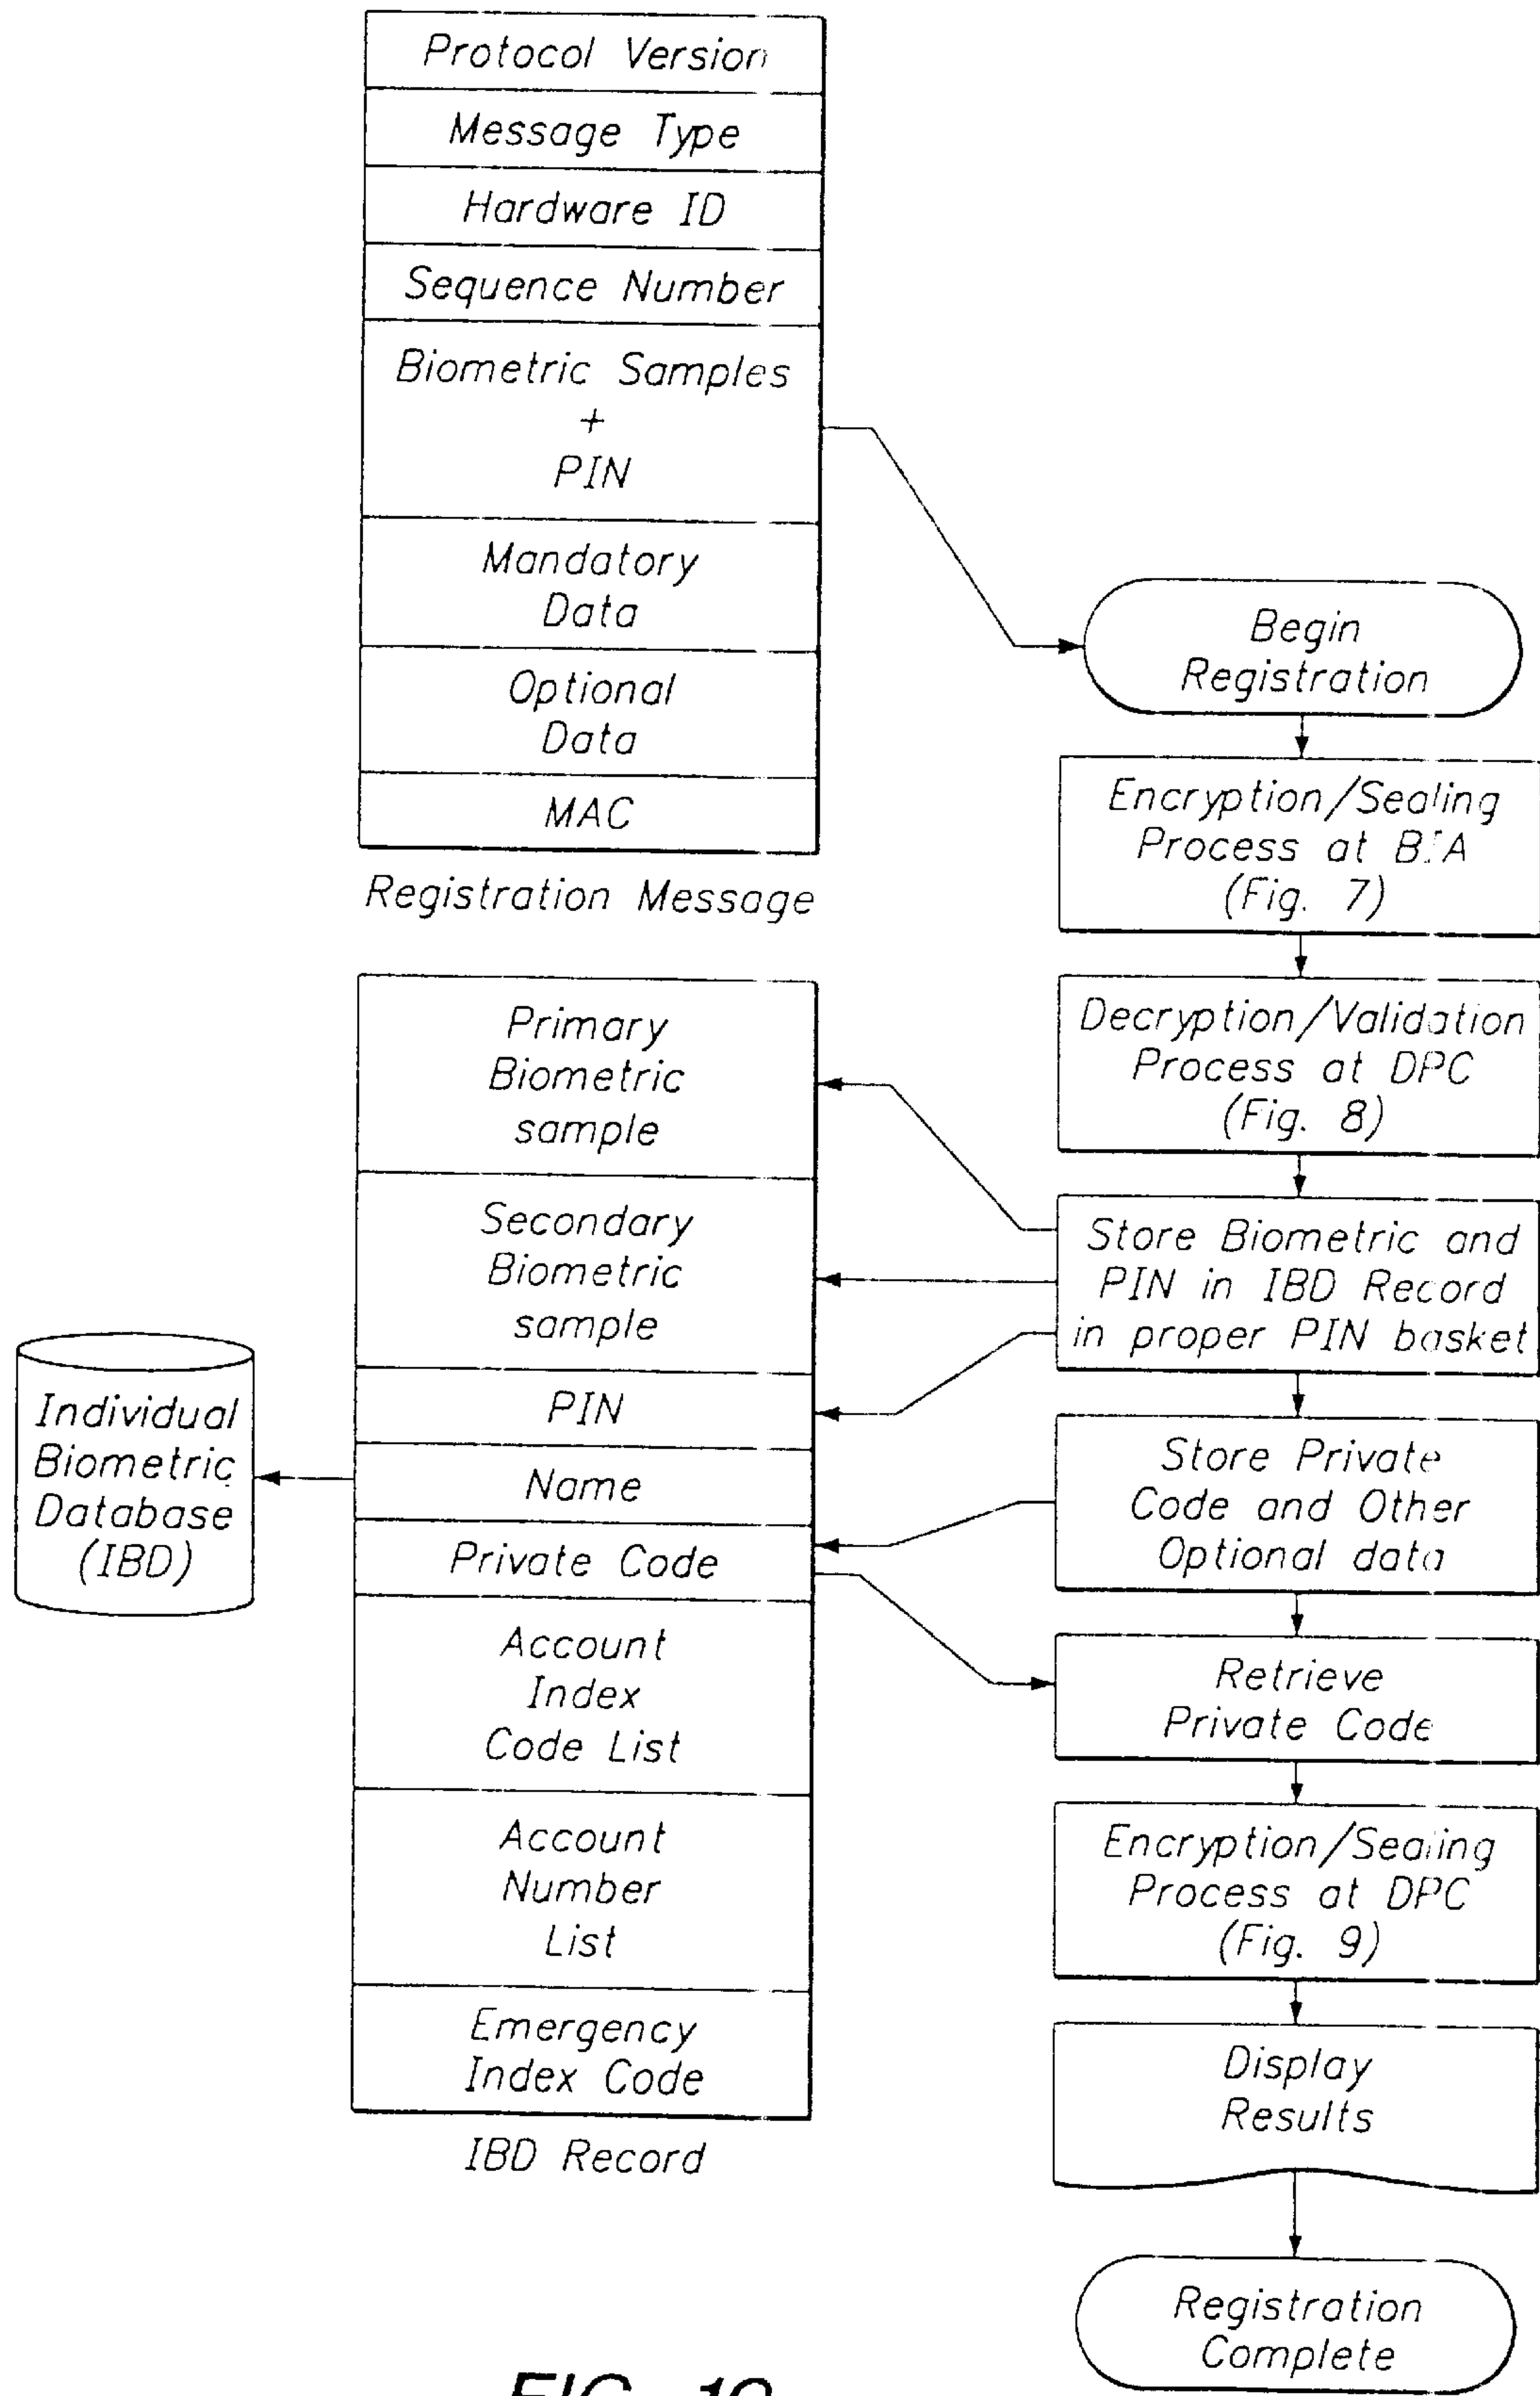 Protocol Version
Message Type
Hardware ID
Sequence Number
Biometric Samples
+
PIN
Mandatory
Data
Optional
Data
MAC
Registration Message
Primary
Biometric
sample
Secondary
Biometric
sample
PIN
Name
Private Code
Account
Index
Code List
Account
Number
List
Emergency
Index Code
IBD Record
Individual
Biometric
Database
(IBD)
Begin
Registration
Encryption/Sealing
Process at BIA
(Fig. 7)
Decryption/Validation
Process at DPC
(Fig. 8)
Store Biometric and
PIN in IBD Record
in proper PIN basket
Store Private
Code and Other
Optional data
Retrieve
Private Code
Encryption/Sealing
Process at DPC
(Fig. 9)
Display
Results
Registration
Complete